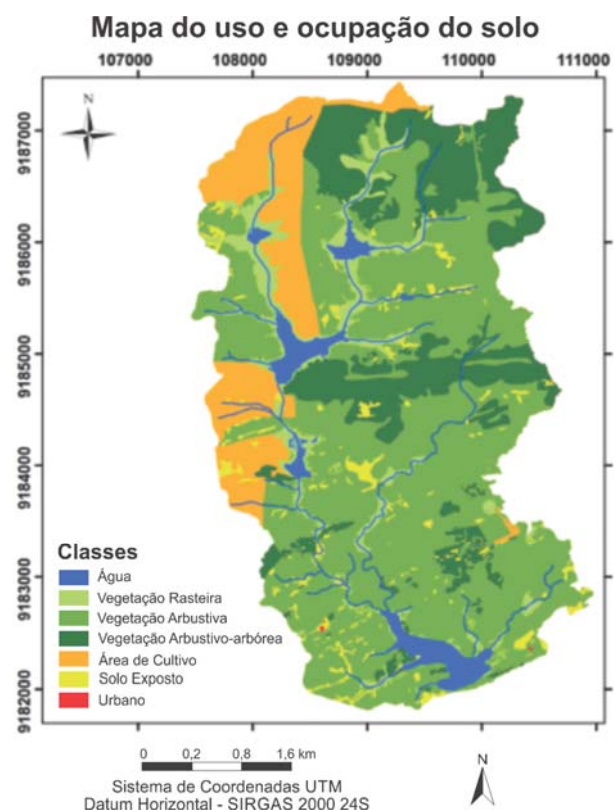 Mapa do uso e ocupação do solo
107000 108000 109000 110000 111000
N
9187000
9186000
9185000
9184000
9183000
9182000
Classes
Água
Vegetação Rasteira
Vegetação Arbustiva
Vegetação Arbustivo-arbórea
Área de Cultivo
Solo Exposto
Urbano
0 0,2 0,8 1,6 km
Sistema de Coordenadas UTM
Datum Horizontal - SIRGAS 2000 24S
N